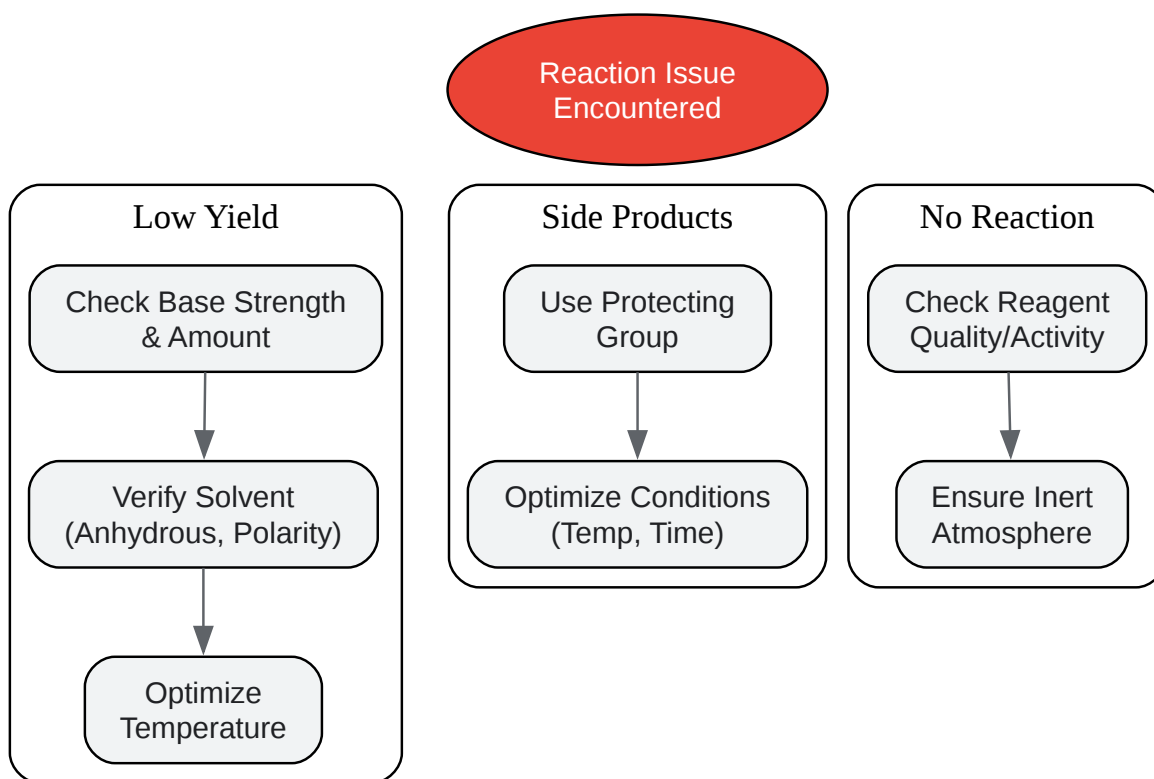 Reaction Issue
Encountered
Low Yield
Check Base Strength
& Amount
Verify Solvent
(Anhydrous, Polarity)
Optimize
Temperature
Side Products
Use Protecting
Group
Optimize Conditions
(Temp, Time)
No Reaction
Check Reagent
Quality/Activity
Ensure Inert
Atmosphere